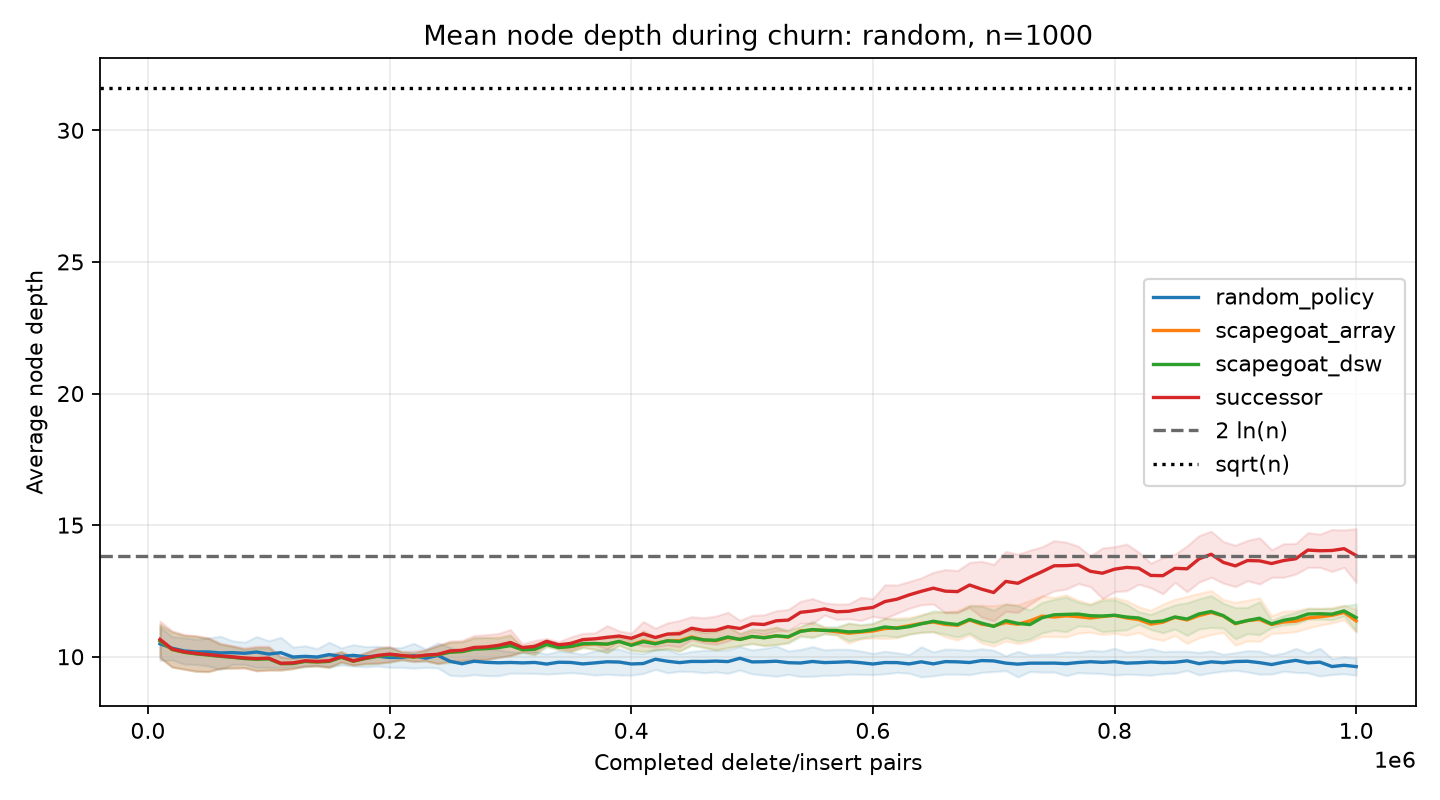 Mean node depth during churn: random, n=1000
Average node depth
30
25
20
15
10
random_policy
scapegoat_array
scapegoat_dsw
successor
2 ln(n)
sqrt(n)
0.0 0.2 0.4 0.6 0.8 1.0
1e6
Completed delete/insert pairs